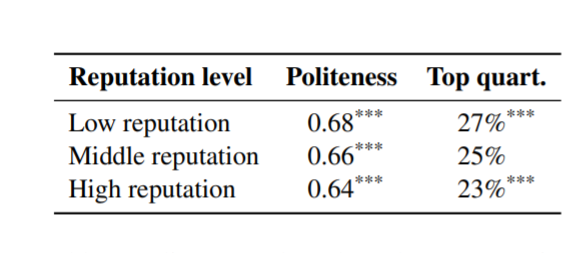 Reputation level Politeness Top quart.
Low reputation 0.68*** 27%***
Middle reputation 0.66*** 25%
High reputation 0.64*** 23%***